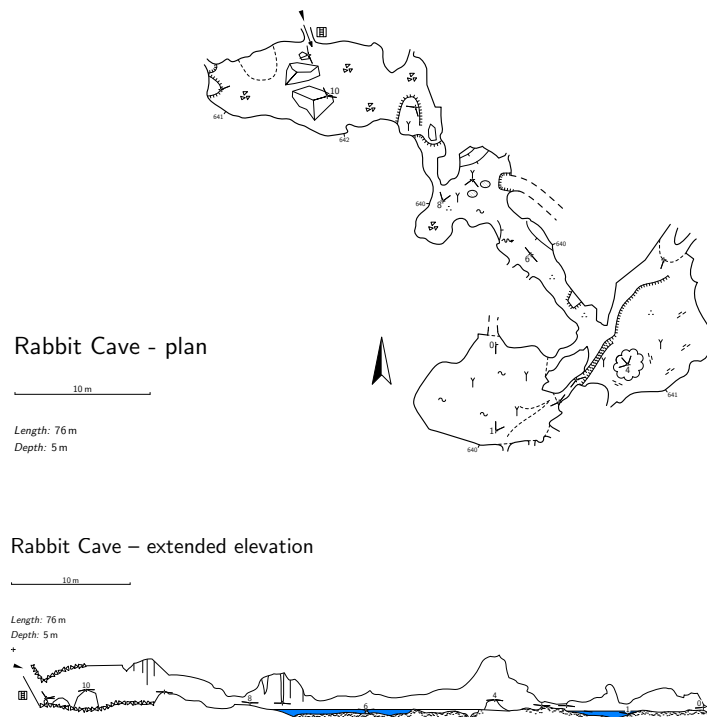 10
641
642
8
640
6
640
Rabbit Cave - plan
0
4
10 m
641
Length: 76 m
1
Depth: 5 m
640
Rabbit Cave – extended elevation
10 m
Length: 76 m
Depth: 5 m
10
8
6
4
1
0